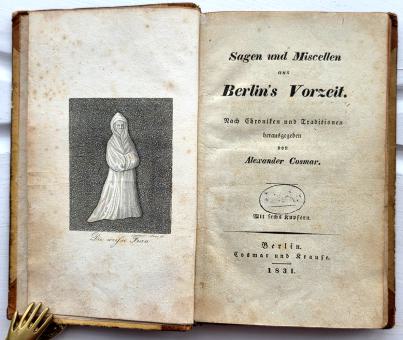 Die weiſse Frau
Sagen und Miscellen
aus
Berlin's Vorzeit.
Nach Chroniken und Traditionen
herausgegeben
von
Alexander Cosmar.
Mit sechs Kupfern.
Berlin.
Cosmar und Krause.
1831.